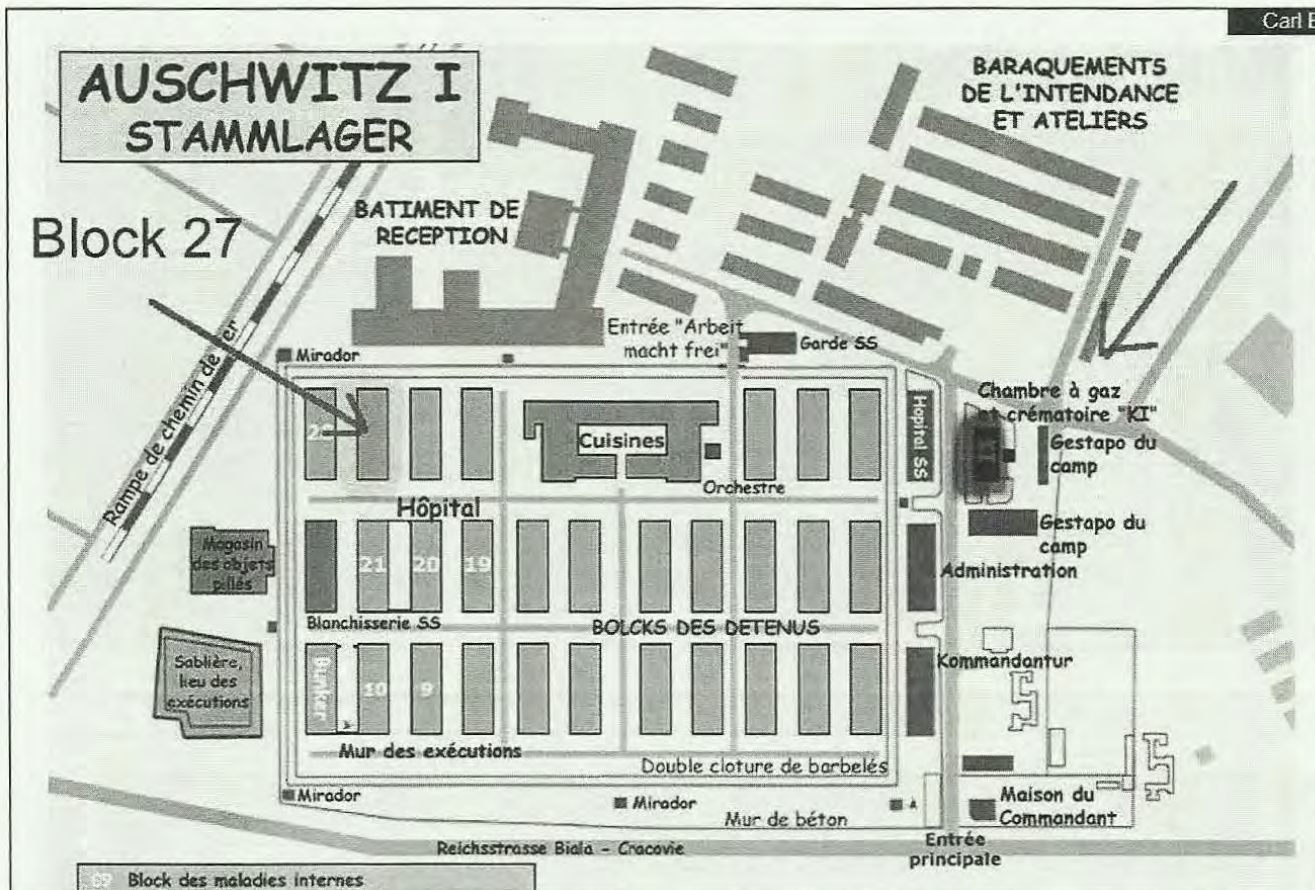 Carl
AUSCHWITZ I
STAMMLAGER
BARAQUEMENTS
DE L'INTENDANCE
ET ATELIERS
BATIMENT DE
RECEPTION
Block 27
Rampe de chemin de fer
Mirador
Entrée "Arbeit
macht frei"
Garde SS
Chambre à gaz
et crématoire "KI"
Gestapo du
camp
Hopital SS
Cuisines
Orchestre
Hôpital
Gestapo du
camp
Magasin
des objets
pillés
21
20
19
Administration
Blanchisserie SS
BOLCKS DES DETENUS
Sablière,
lieu des
exécutions
Bunker
10
9
Kommandantur
Mur des exécutions
Double cloture de barbelés
Mirador
Mirador
Mur de béton
Maison du
Commandant
Entrée
principale
Reichsstrasse Biala - Cracovie
Block des maladies internes